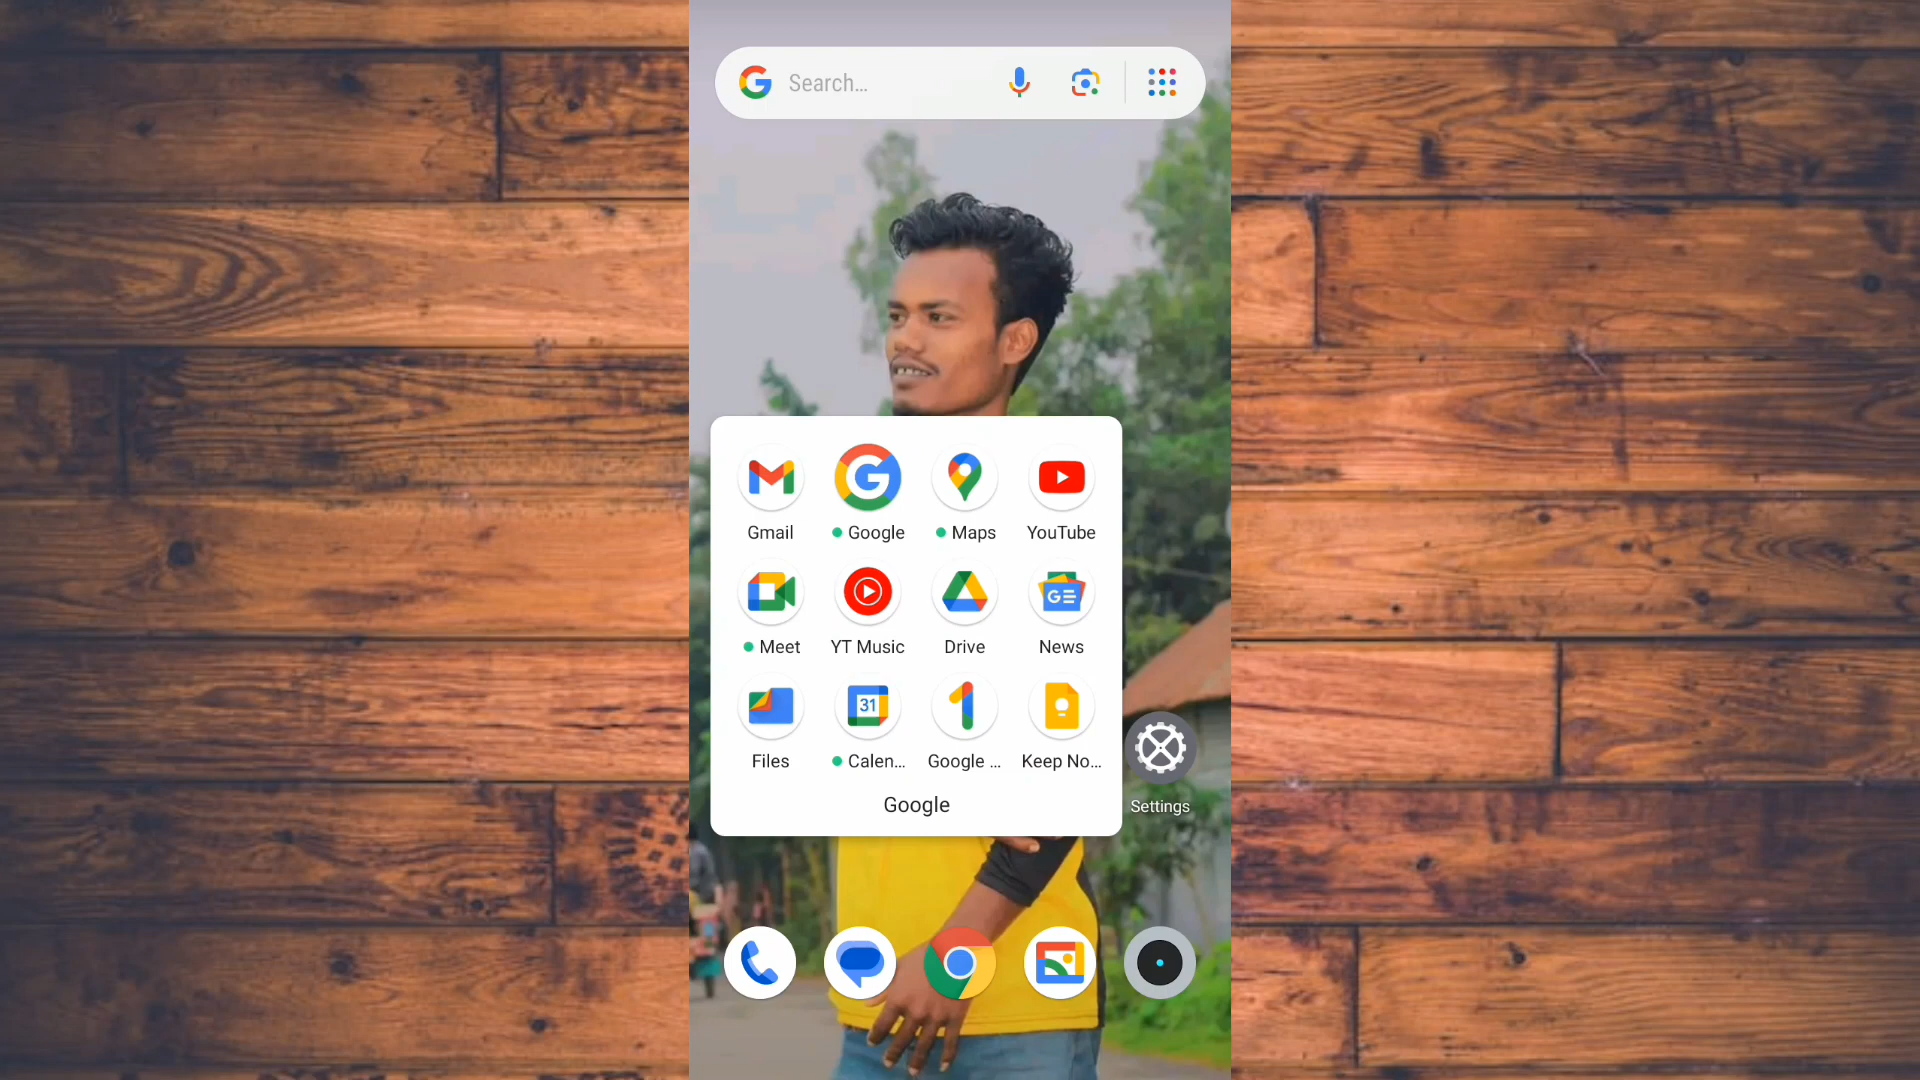 Search...
Gmail
Google
Maps
YouTube
Meet
YT Music
Drive
News
31
Files
Calen...
Google ...
Keep No...
Google
Settings